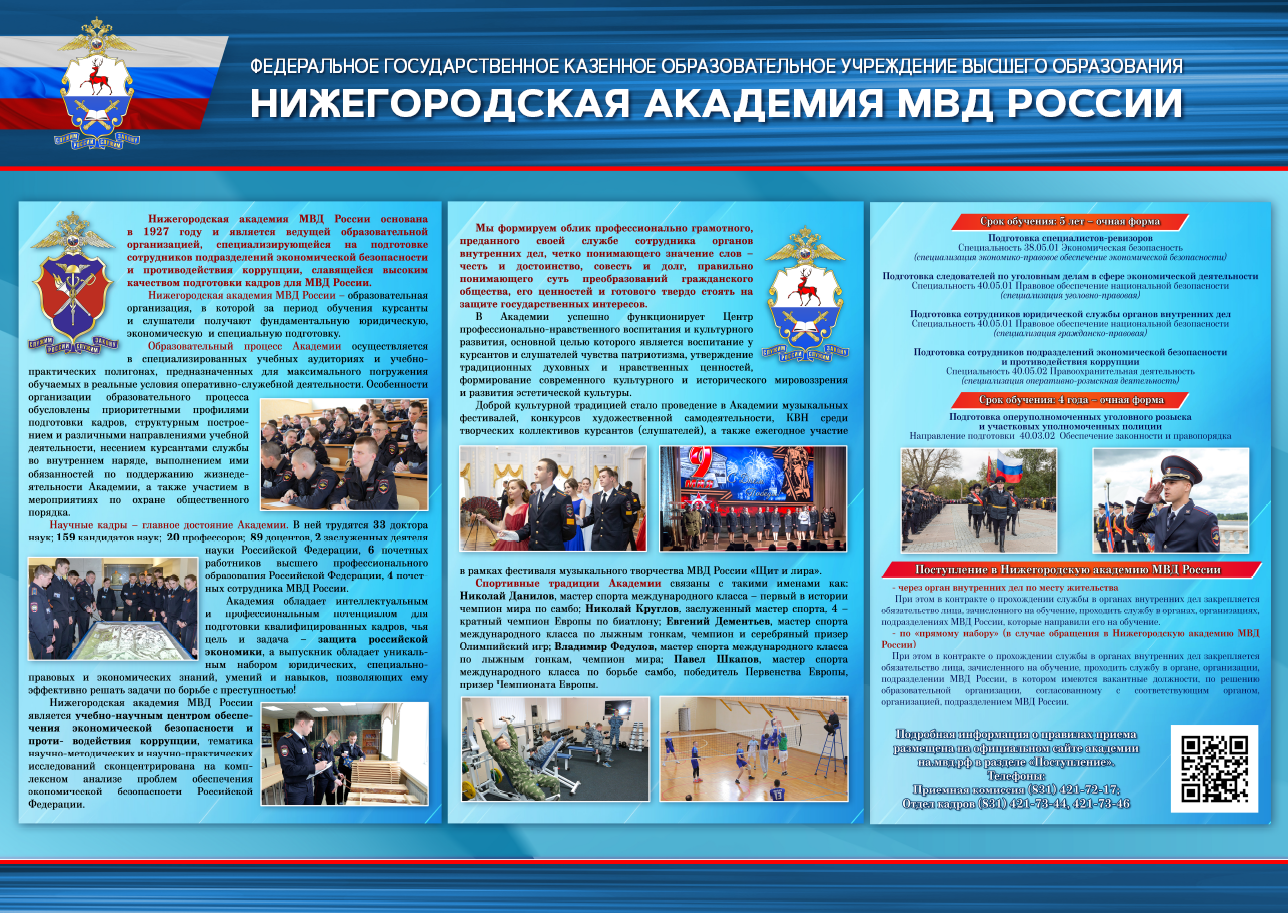 ФЕДЕРАЛЬНОЕ ГОСУДАРСТВЕННОЕ КАЗЕННОЕ ОБРАЗОВАТЕЛЬНОЕ УЧРЕЖДЕНИЕ ВЫСШЕГО ОБРАЗОВАНИЯ
НИЖЕГОРОДСКАЯ АКАДЕМИЯ МВД РОССИИ
СЛУЖИМ РОССИИ СЛУЖИМ ЗАКОНУ
Нижегородская академия МВД России основана
в 1927 году и является ведущей образовательной
организацией, специализирующейся на подготовке
сотрудников подразделений экономической безопасности
и противодействия коррупции, славящейся высоким
качеством подготовки кадров для МВД России.
Нижегородская академия МВД России – образовательная
организация, в которой за период обучения курсанты
и слушатели получают фундаментальную юридическую,
экономическую и специальную подготовку.
Образовательный процесс Академии осуществляется
в специализированных учебных аудиториях и учебно-
практических полигонах, предназначенных для максимального погружения
обучаемых в реальные условия оперативно-служебной деятельности. Особенности
организации образовательного процесса
обусловлены приоритетными профилями
подготовки кадров, структурным построе-
нием и различными направлениями учебной
деятельности, несением курсантами службы
во внутреннем наряде, выполнением ими
обязанностей по поддержанию жизнеде-
ятельности Академии, а также участием в
мероприятиях по охране общественного
порядка.
Научные кадры – главное достояние Академии. В ней трудятся 33 доктора
наук; 159 кандидатов наук; 20 профессоров; 89 доцентов, 2 заслуженных деятеля
науки Российской Федерации, 6 почетных
работников высшего профессионального
образования Российской Федерации, 4 почет-
ных сотрудника МВД России.
Академия обладает интеллектуальным
и профессиональным потенциалом для
подготовки квалифицированных кадров, чья
цель и задача – защита российской
экономики, а выпускник обладает уникаль-
ным набором юридических, специально-
правовых и экономических знаний, умений и навыков, позволяющих ему
эффективно решать задачи по борьбе с преступностью!
Нижегородская академия МВД России
является учебно-научным центром обеспе-
чения экономической безопасности и
проти- водействия коррупции, тематика
научно-методических и научно-практических
исследований сконцентрирована на комп-
лексном анализе проблем обеспечения
экономической безопасности Российской
Федерации.
Мы формируем облик профессионально грамотного,
преданного своей службе сотрудника органов
внутренних дел, четко понимающего значение слов –
честь и достоинство, совесть и долг, правильно
понимающего суть преобразований гражданского
общества, его ценностей и готового твердо стоять на
защите государственных интересов.
В Академии успешно функционирует Центр
профессионально-нравственного воспитания и культурного
развития, основной целью которого является воспитание у
курсантов и слушателей чувства патриотизма, утверждение
традиционных духовных и нравственных ценностей,
формирование современного культурного и исторического мировоззрения
и развития эстетической культуры.
Доброй культурной традицией стало проведение в Академии музыкальных
фестивалей, конкурсов художественной самодеятельности, КВН среди
творческих коллективов курсантов (слушателей), а также ежегодное участие
в рамках фестиваля музыкального творчества МВД России «Щит и лира».
Спортивные традиции Академии связаны с такими именами как:
Николай Данилов, мастер спорта международного класса – первый в истории
чемпион мира по самбо; Николай Круглов, заслуженный мастер спорта, 4 –
кратный чемпион Европы по биатлону; Евгений Дементьев, мастер спорта
международного класса по лыжным гонкам, чемпион и серебряный призер
Олимпийский игр; Владимир Федулов, мастер спорта международного класса
по лыжным гонкам, чемпион мира; Павел Шкапов, мастер спорта
международного класса по борьбе самбо, победитель Первенства Европы,
призер Чемпионата Европы.
Срок обучения: 5 лет – очная форма
Подготовка специалистов-ревизоров
Специальность 38.05.01 Экономическая безопасность
(специализация экономико-правовое обеспечение экономической безопасности)
Подготовка следователей по уголовным делам в сфере экономической деятельности
Специальность 40.05.01 Правовое обеспечение национальной безопасности
(специализация уголовно-правовая)
Подготовка сотрудников юридической службы органов внутренних дел
Специальность 40.05.01 Правовое обеспечение национальной безопасности
(специализация гражданско-правовая)
Подготовка сотрудников подразделений экономической безопасности
и противодействия коррупции
Специальность 40.05.02 Правоохранительная деятельность
(специализация оперативно-розыскная деятельность)
Срок обучения: 4 года – очная форма
Подготовка оперуполномоченных уголовного розыска
и участковых уполномоченных полиции
Направление подготовки 40.03.02 Обеспечение законности и правопорядка
Поступление в Нижегородскую академию МВД России
- через орган внутренних дел по месту жительства
При этом в контракте о прохождении службы в органах внутренних дел закрепляется
обязательство лица, зачисленного на обучение, проходить службу в органах, организациях,
подразделениях МВД России, которые направили его на обучение.
- по «прямому набору» (в случае обращения в Нижегородскую академию МВД
России)
При этом в контракте о прохождении службы в органах внутренних дел закрепляется
обязательство лица, зачисленного на обучение, проходить службу в органе, организации,
подразделении МВД России, в котором имеются вакантные должности, по решению
образовательной организации, согласованному с соответствующим органом,
организацией, подразделением МВД России.
Подробная информация о правилах приема
размещена на официальном сайте академии
на.мвд.рф в разделе «Поступление».
Телефоны:
Приемная комиссия (831) 421-72-17;
Отдел кадров (831) 421-73-44, 421-73-46